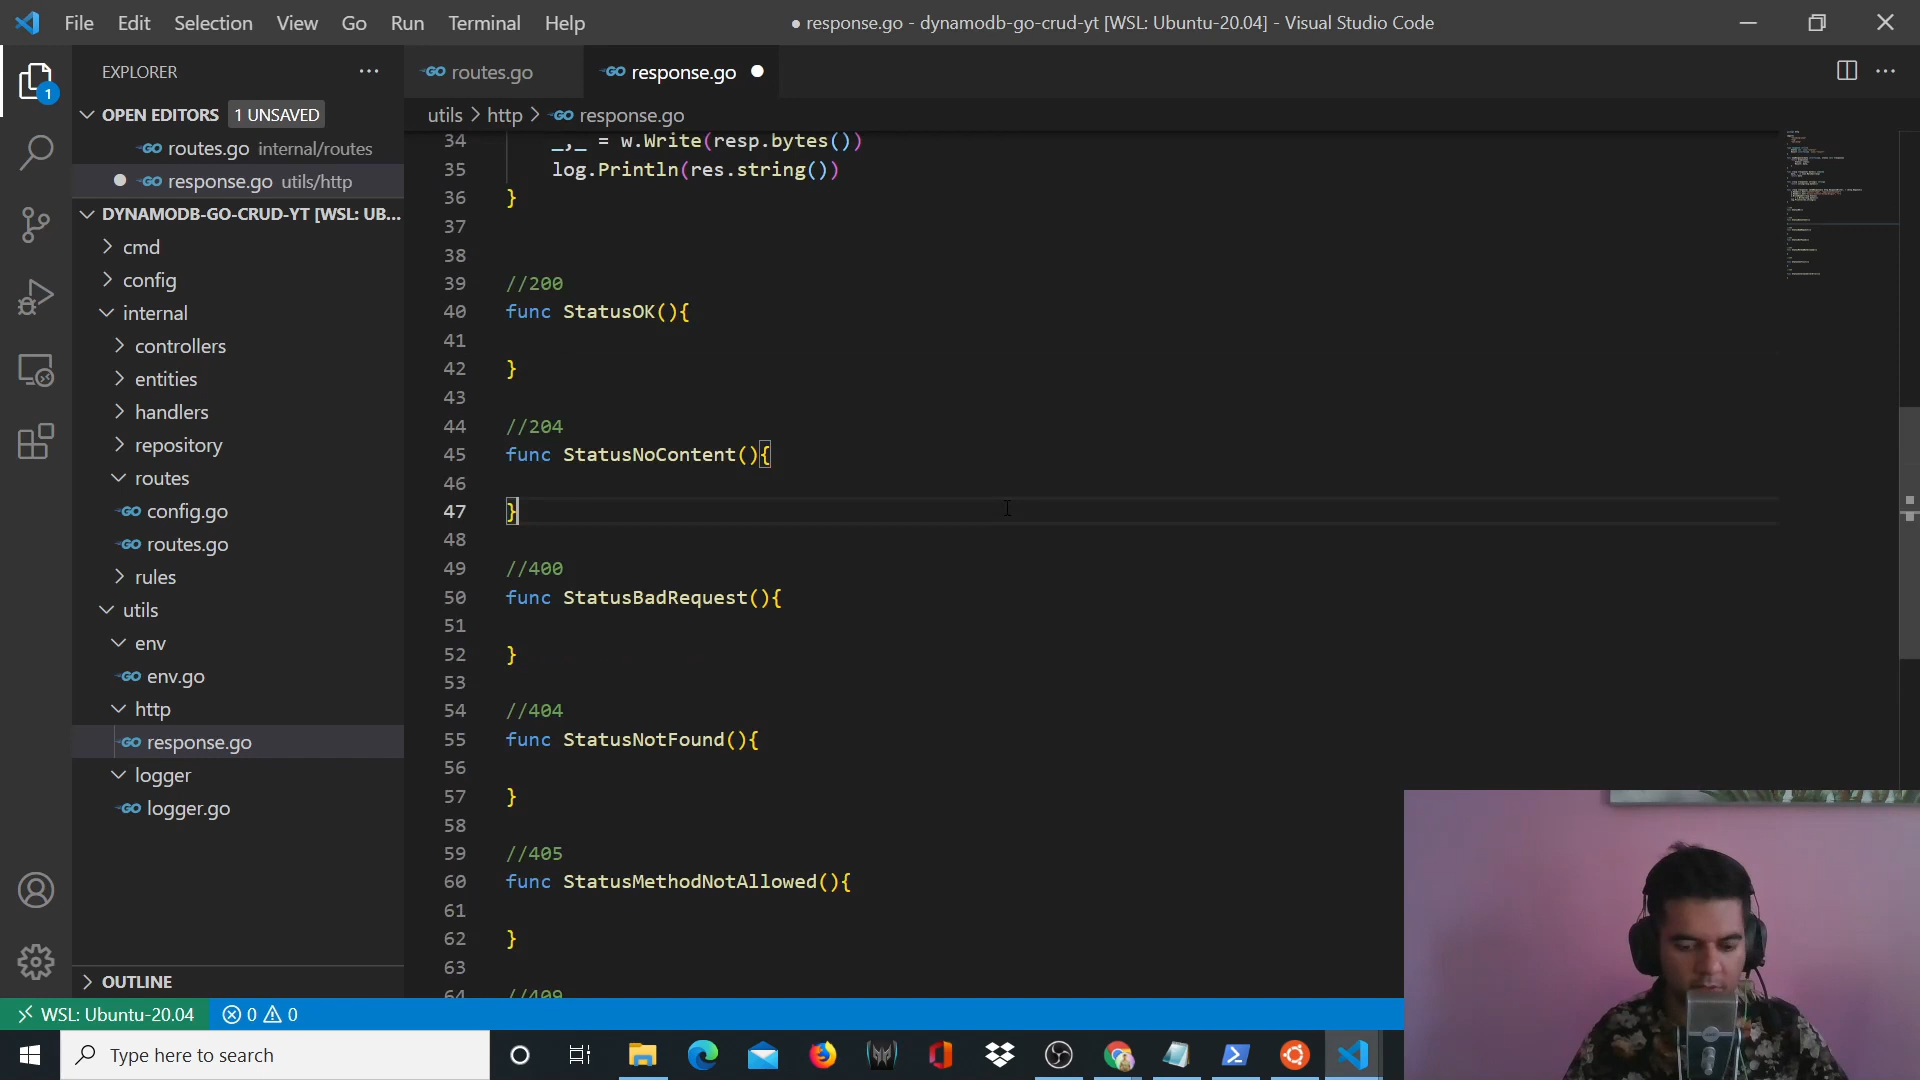 File Edit Selection View Go Run Terminal Help
● response.go - dynamodb-go-crud-yt [WSL: Ubuntu-20.04] - Visual Studio Code
EXPLORER
routes.go
response.go
1
OPEN EDITORS 1 UNSAVED
utils > http > response.go
routes.go internal/routes
response.go utils/http
DYNAMODB-GO-CRUD-YT [WSL: UB...
cmd
config
internal
controllers
entities
handlers
repository
routes
config.go
routes.go
rules
utils
env
env.go
http
response.go
logger
logger.go
OUTLINE
34 _,_ = w.Write(resp.bytes())
35 log.Println(res.string())
36 }
37
38
39 //200
40 func StatusOK(){
41
42 }
43
44 //204
45 func StatusNoContent(){
46
47 }
48
49 //400
50 func StatusBadRequest(){
51
52 }
53
54 //404
55 func StatusNotFound(){
56
57 }
58
59 //405
60 func StatusMethodNotAllowed(){
61
62 }
63
64 //409
WSL: Ubuntu-20.04 0 0
Type here to search